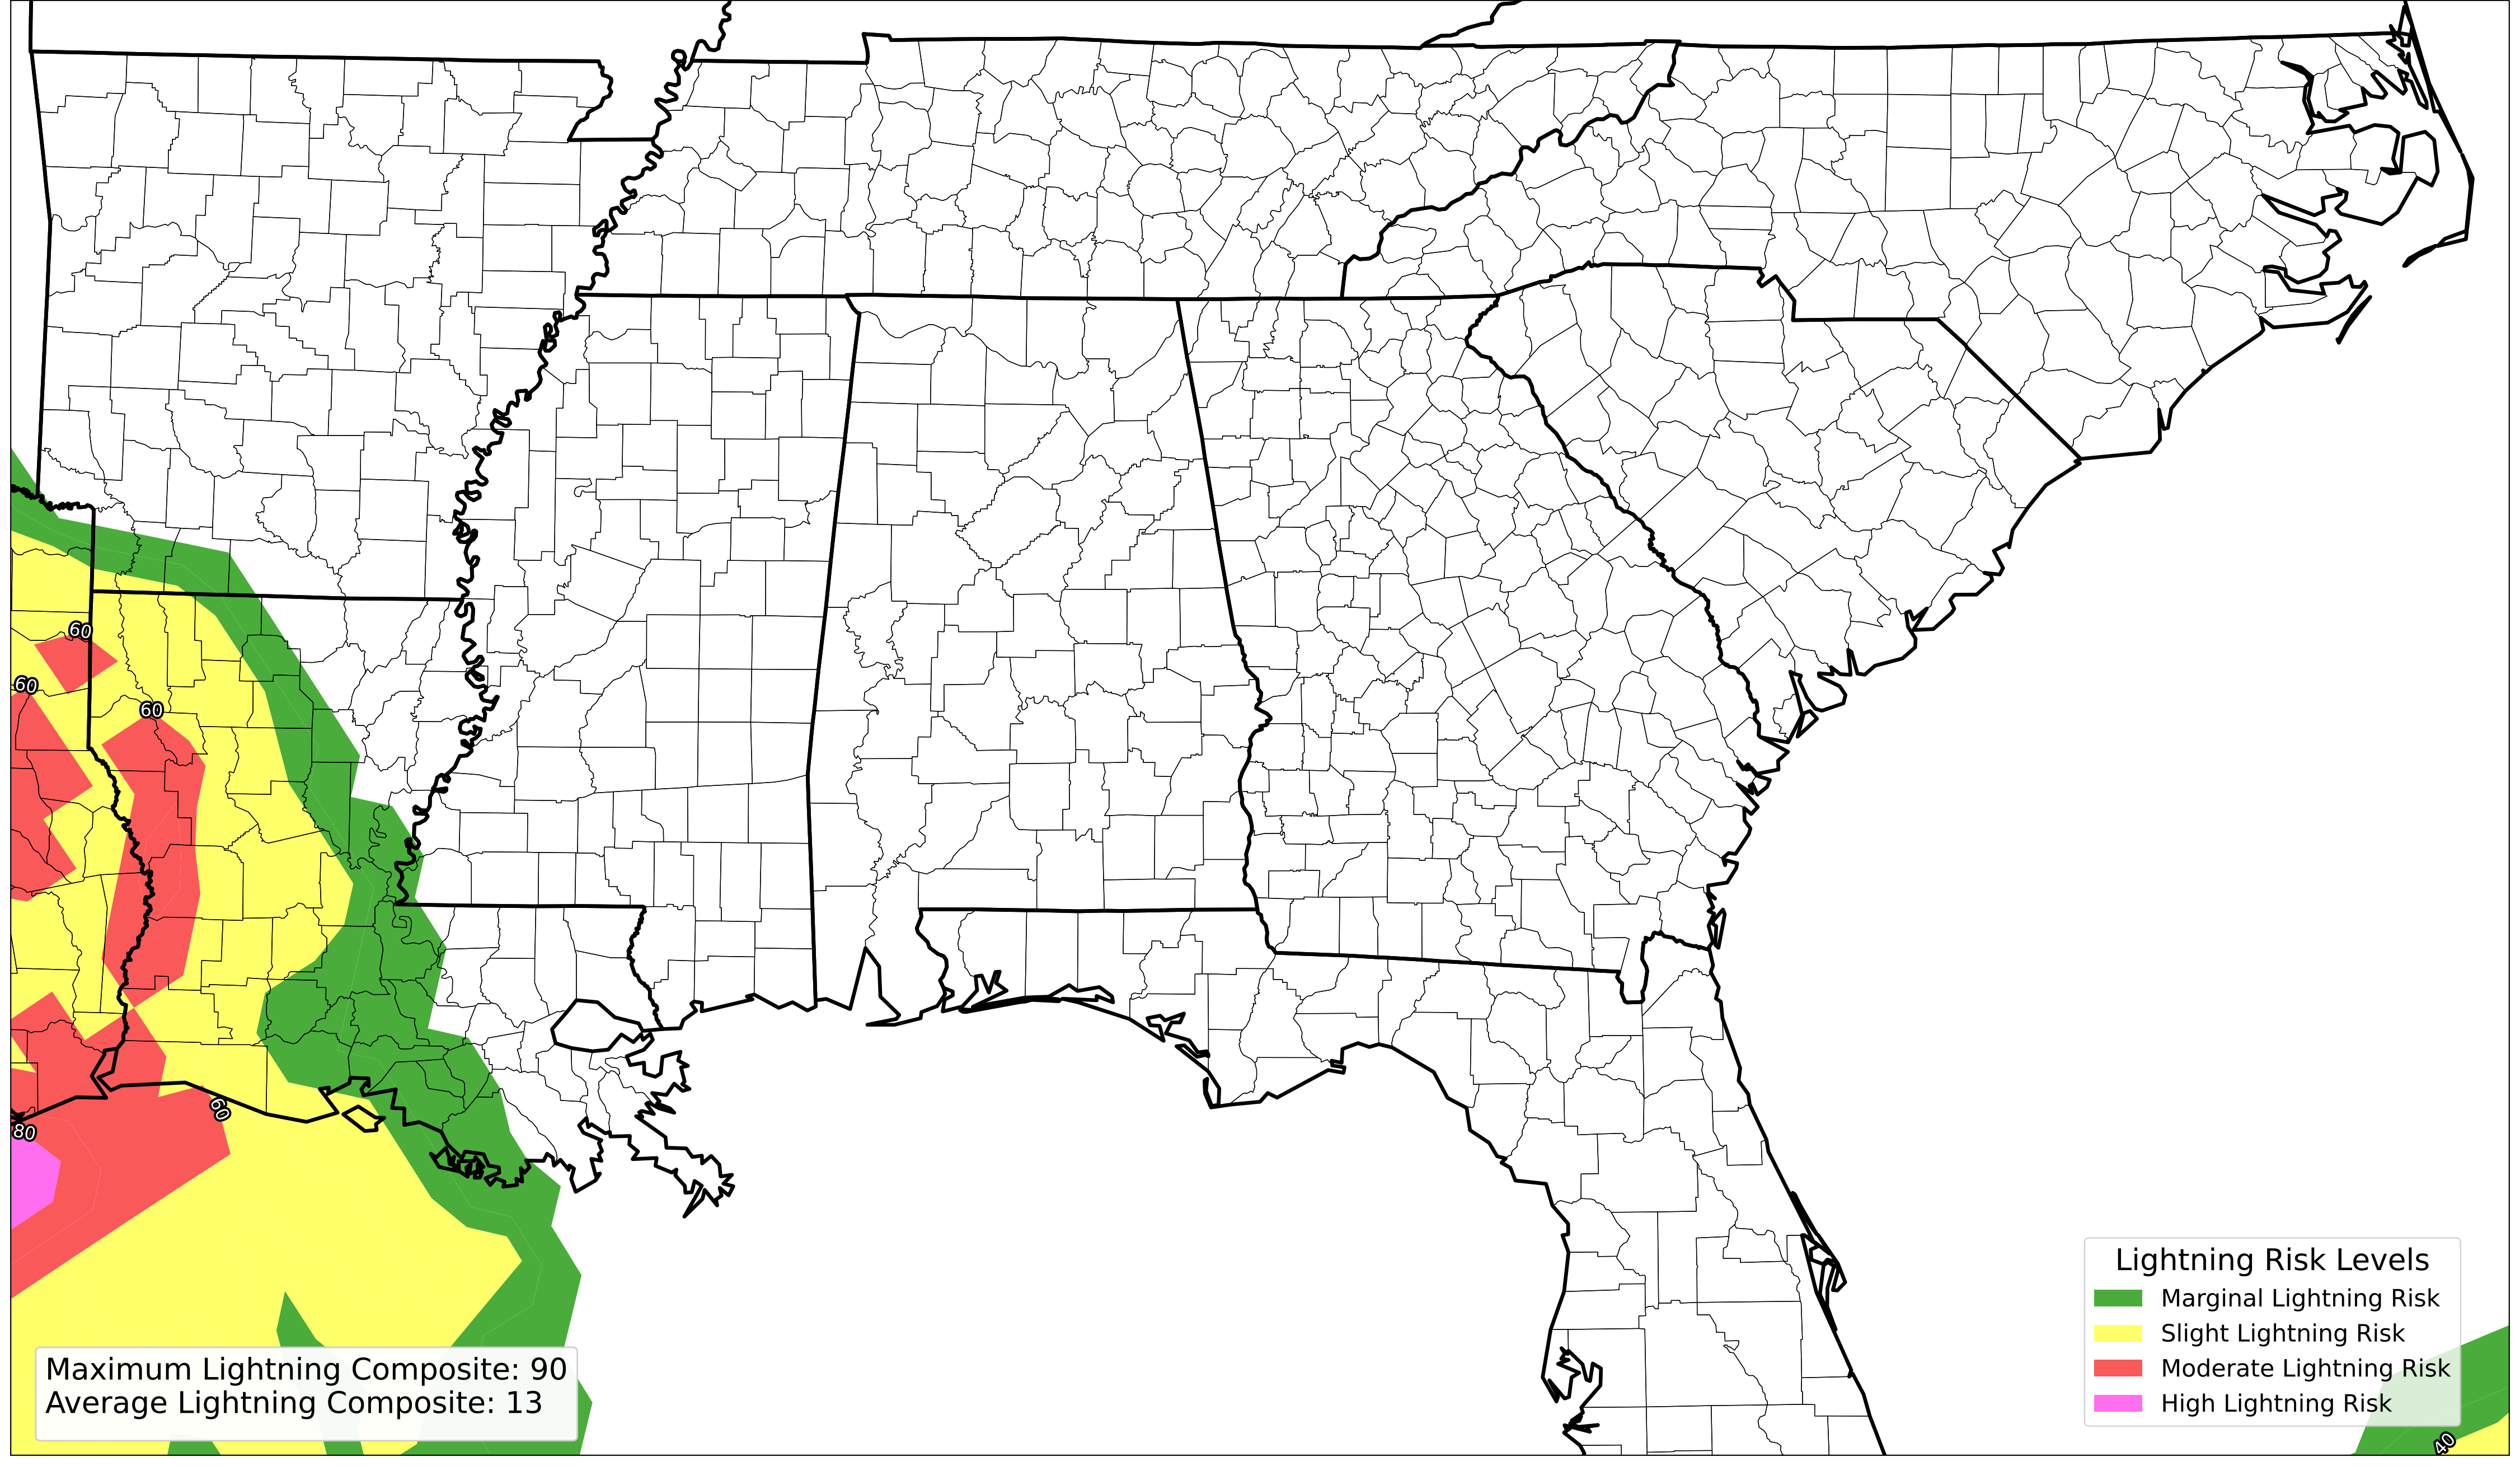 60
60
60
60
80
Lightning Risk Levels
Marginal Lightning Risk
Slight Lightning Risk
Moderate Lightning Risk
High Lightning Risk
Maximum Lightning Composite: 90
Average Lightning Composite: 13
40